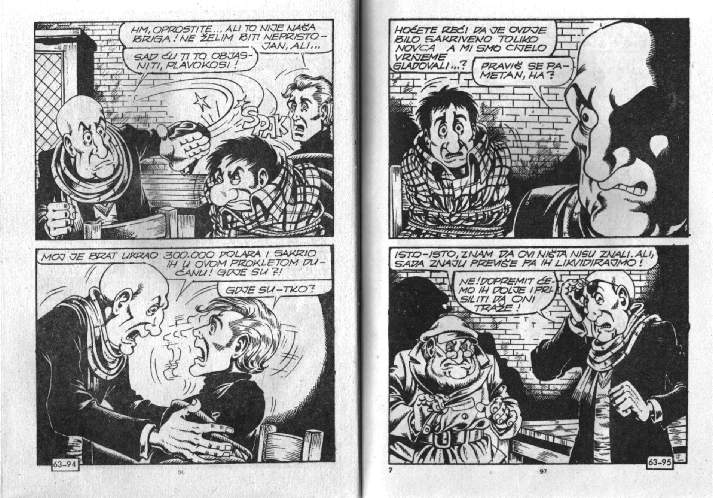 HM, OPROSTITE... ALI TO NIJE NAŠA
BRIGA! NE ŽELIM BITI NEPRISTO-
JAN, ALI...
SAD ĆU TI TO OBJAS-
NITI, PLAVOKOSI!
SPAK!
MOJ JE BRAT UKRAO 300.000 DOLARA I SAKRIO
IH U OVOM PROKLETOM DU-
ĆANU! GDJE SU?!
GDJE SU-TKO?
63-94
96
HOĆETE REĆI DA JE OVDJE
BILO SAKRIVENO TOLIKO
NOVCA A MI SMO CIJELO
VRIJEME
GLADOVALI...?
PRAVIŠ SE PA-
METAN, HA?
ISTO-ISTO, ZNAM DA OVI NIŠTA NISU ZNALI. ALI,
SADA ZNAJU PREVIŠE PA IH LIKVIDIRAJMO!
NE! DOPREMIT ĆE-
MO IH DOLJE I PRI-
SILITI DA ONI
TRAŽE!
7
97
63-95